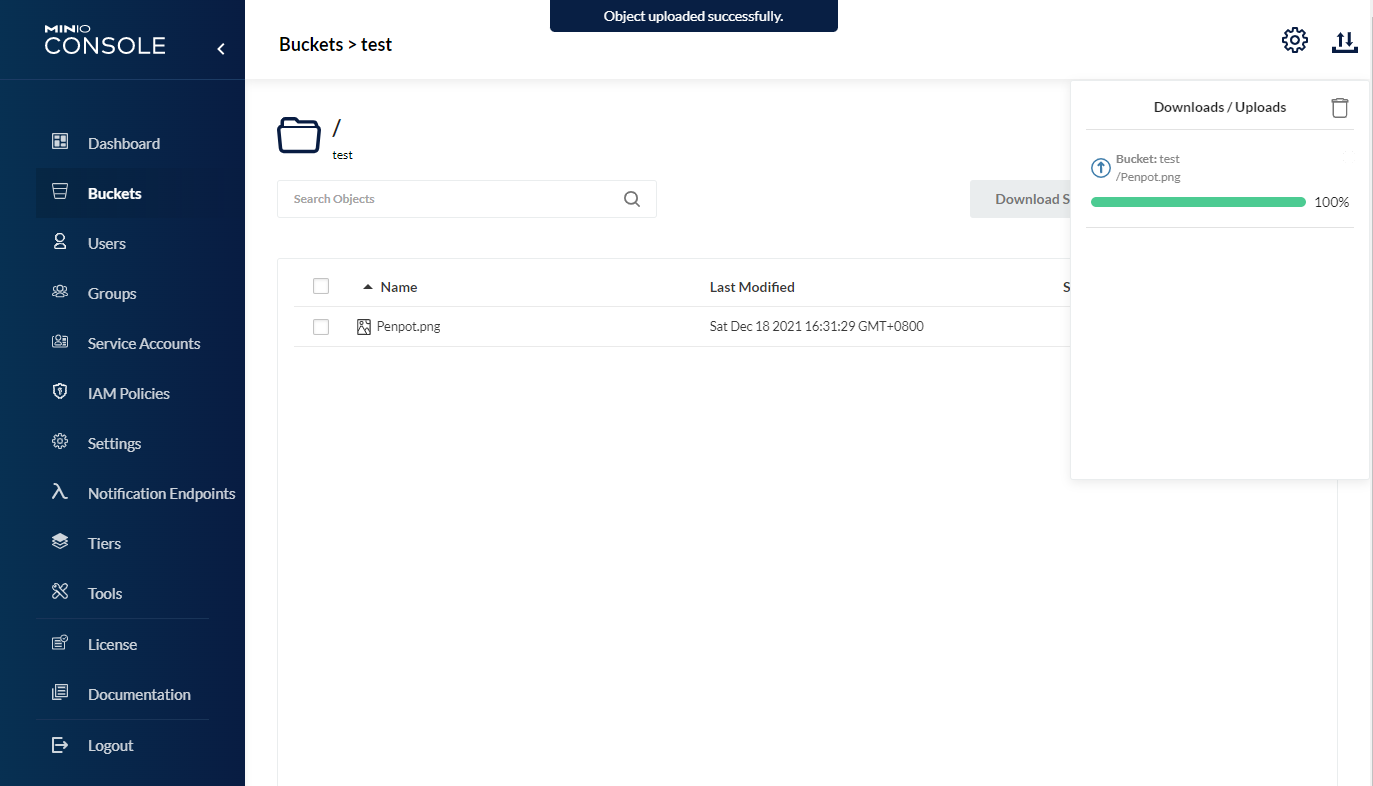 MINIO
CONSOLE
Dashboard
Buckets
Users
Groups
Service Accounts
IAM Policies
Settings
Notification Endpoints
Tiers
Tools
License
Documentation
Logout
Object uploaded successfully.
Buckets > test
/
test
Search Objects
Download S
Name Last Modified S
Penpot.png Sat Dec 18 2021 16:31:29 GMT+0800
Downloads / Uploads
Bucket: test
/Penpot.png
100%